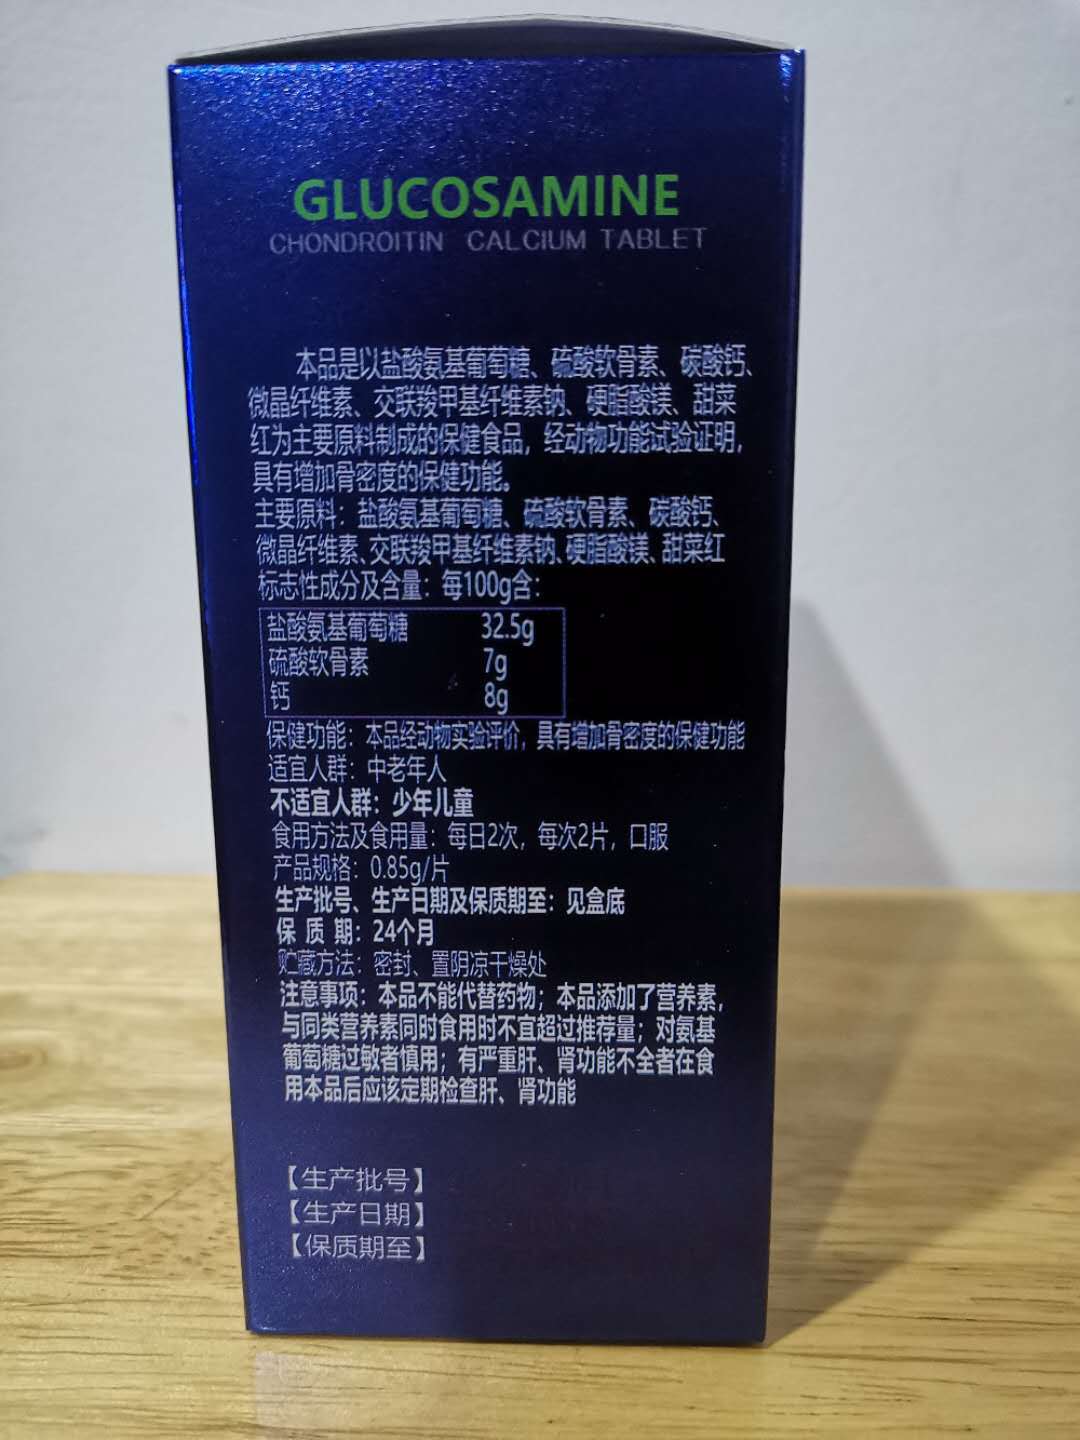 GLUCOSAMINE
CHONDROITIN CALCIUM TABLET
本品是以盐酸氨基葡萄糖、硫酸软骨素、碳酸钙、
微晶纤维素、交联羧甲基纤维素钠、硬脂酸镁、甜菜
红为主要原料制成的保健食品，经动物功能试验证明，
具有增加骨密度的保健功能。
主要原料：盐酸氨基葡萄糖、硫酸软骨素、碳酸钙、
微晶纤维素、交联羧甲基纤维素钠、硬脂酸镁、甜菜红
标志性成分及含量：每100g含：
盐酸氨基葡萄糖 32.5g
硫酸软骨素 7g
钙 8g
保健功能：本品经动物实验评价，具有增加骨密度的保健功能
适宜人群：中老年人
不适宜人群：少年儿童
食用方法及食用量：每日2次，每次2片，口服
产品规格：0.85g/片
生产批号、生产日期及保质期至：见盒底
保 质 期：24个月
贮藏方法：密封、置阴凉干燥处
注意事项：本品不能代替药物；本品添加了营养素，
与同类营养素同时食用时不宜超过推荐量；对氨基
葡萄糖过敏者慎用；有严重肝、肾功能不全者在食
用本品后应该定期检查肝、肾功能
【生产批号】
【生产日期】
【保质期至】